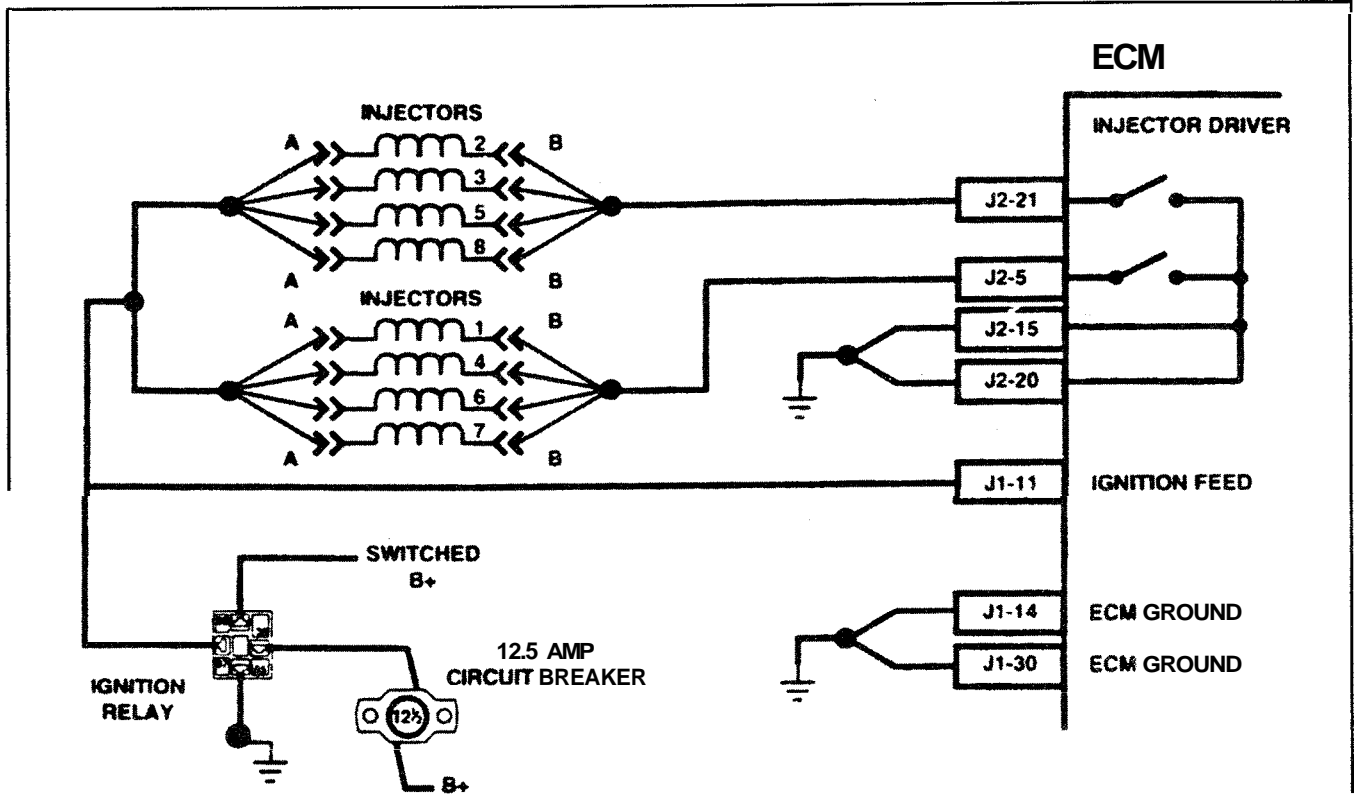 ECM
INJECTOR DRIVER
INJECTORS
A
2
B
3
5
8
A
B
INJECTORS
A
1
B
4
6
7
A
B
J2-21
J2-5
J2-15
J2-20
J1-11
IGNITION FEED
SWITCHED
B+
J1-14
ECM GROUND
J1-30
ECM GROUND
12.5 AMP
CIRCUIT BREAKER
IGNITION
RELAY
12½
B+